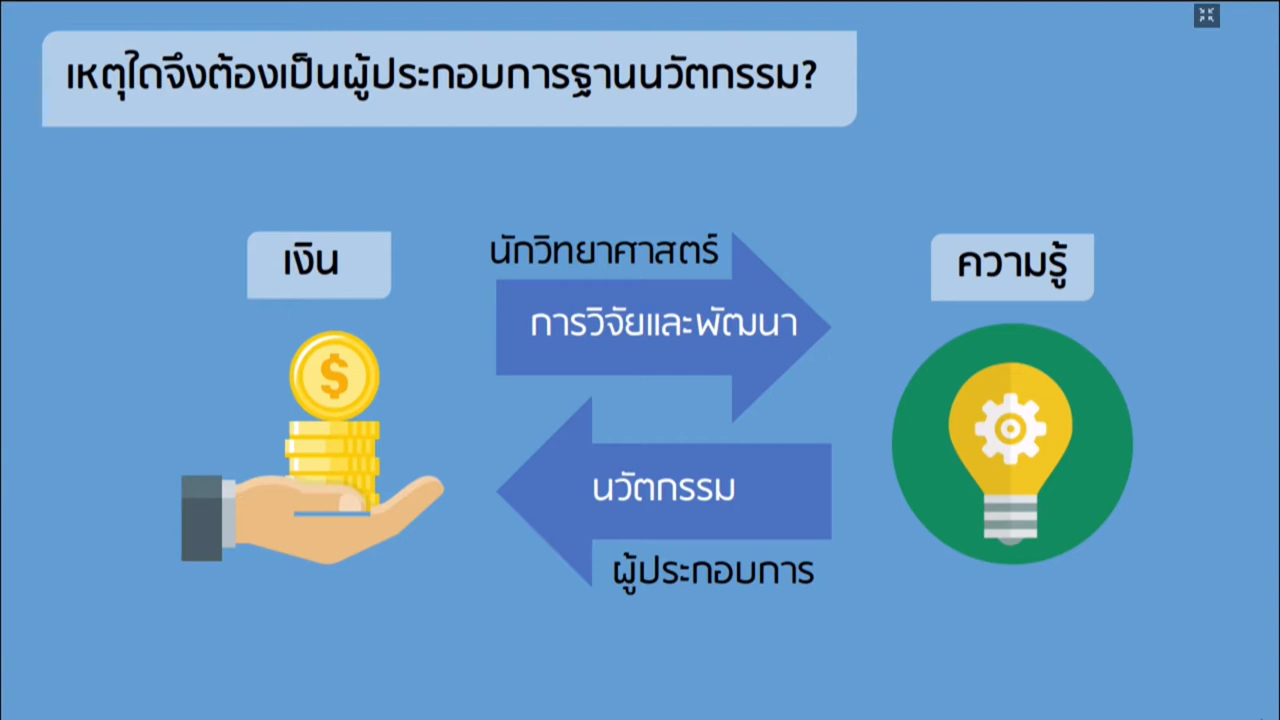 เหตุใดจึงต้องเป็นผู้ประกอบการฐานนวัตกรรม?
เงิน
นักวิทยาศาสตร์
ความรู้
การวิจัยและพัฒนา
$
นวัตกรรม
ผู้ประกอบการ